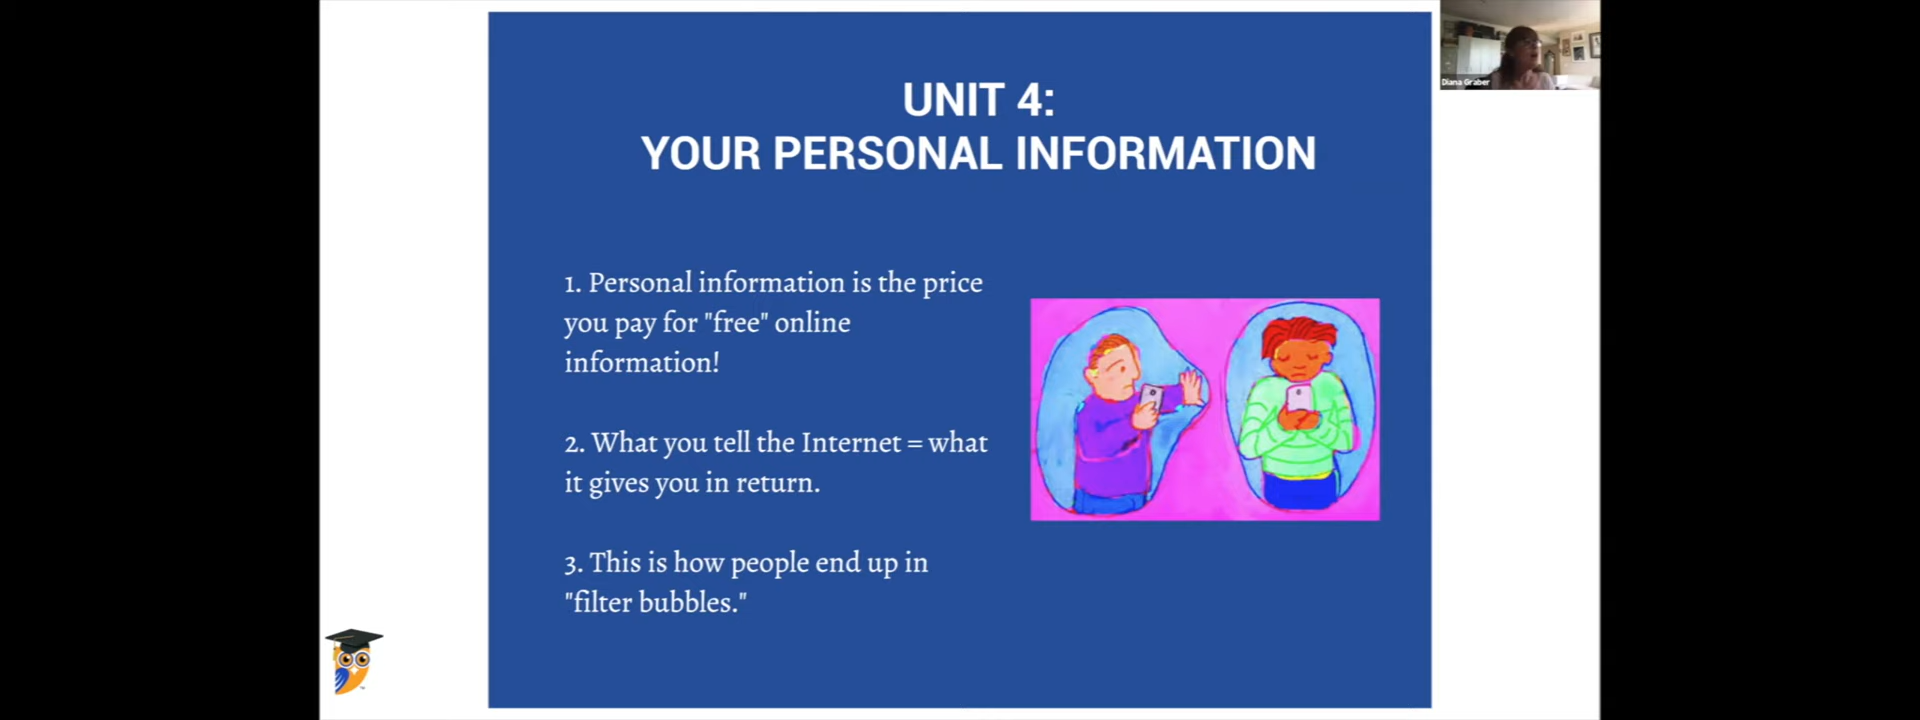 UNIT 4:
YOUR PERSONAL INFORMATION
1. Personal information is the price
you pay for "free" online
information!
2. What you tell the Internet = what
it gives you in return.
3. This is how people end up in
"filter bubbles."
Diana Graber